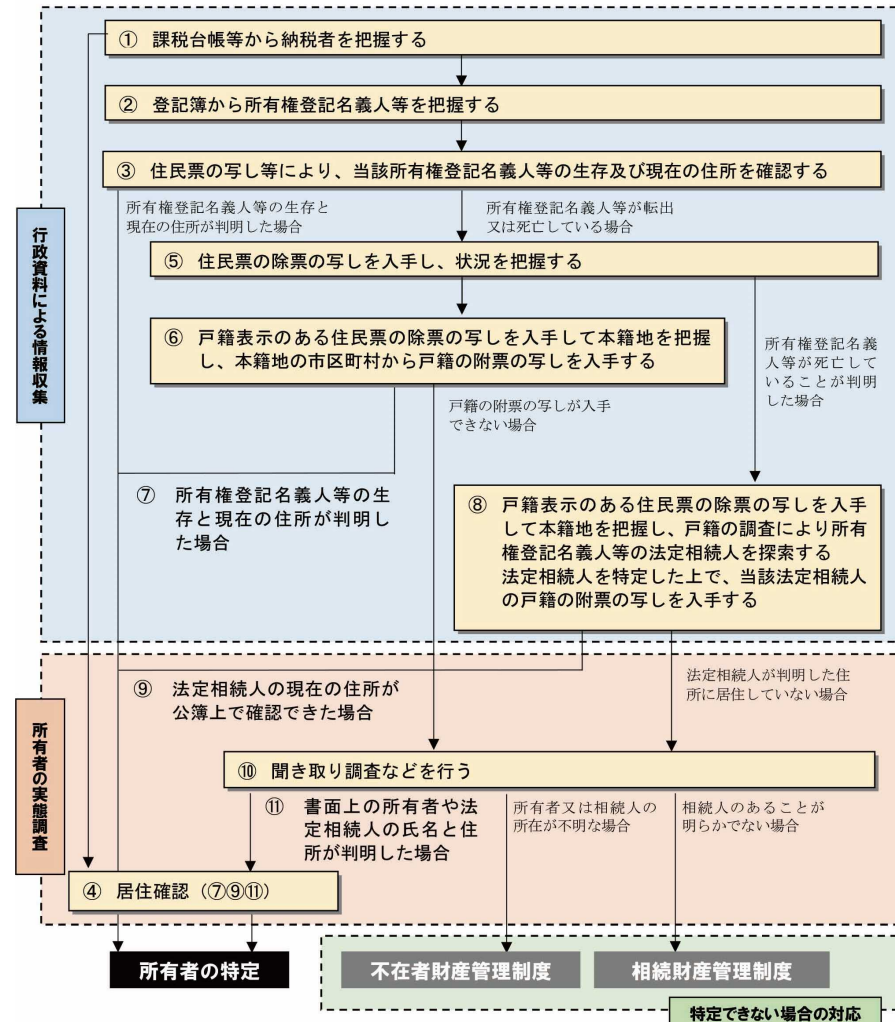 ① 課税台帳等から納税者を把握する
② 登記簿から所有権登記名義人等を把握する
③ 住民票の写し等により、当該所有権登記名義人等の生存及び現在の住所を確認する
所有権登記名義人等の生存と
現在の住所が判明した場合
所有権登記名義人等が転出
又は死亡している場合
行政資料による情報収集
⑤ 住民票の除票の写しを入手し、状況を把握する
⑥ 戸籍表示のある住民票の除票の写しを入手して本籍地を把握
し、本籍地の市区町村から戸籍の附票の写しを入手する
所有権登記名義
人等が死亡して
いることが判明
した場合
戸籍の附票の写しが入手
できない場合
⑦ 所有権登記名義人等の生
存と現在の住所が判明し
た場合
⑧ 戸籍表示のある住民票の除票の写しを入手
して本籍地を把握し、戸籍の調査により所有
権登記名義人等の法定相続人を探索する
法定相続人を特定した上で、当該法定相続人
の戸籍の附票の写しを入手する
所有者の実態調査
⑨ 法定相続人の現在の住所が
公簿上で確認できた場合
法定相続人が判明した住
所に居住していない場合
⑩ 聞き取り調査などを行う
⑪ 書面上の所有者や法
定相続人の氏名と住
所が判明した場合
所有者又は相続人の
所在が不明な場合
相続人のあることが
明らかでない場合
④ 居住確認（⑦⑨⑪）
所有者の特定
不在者財産管理制度
相続財産管理制度
特定できない場合の対応